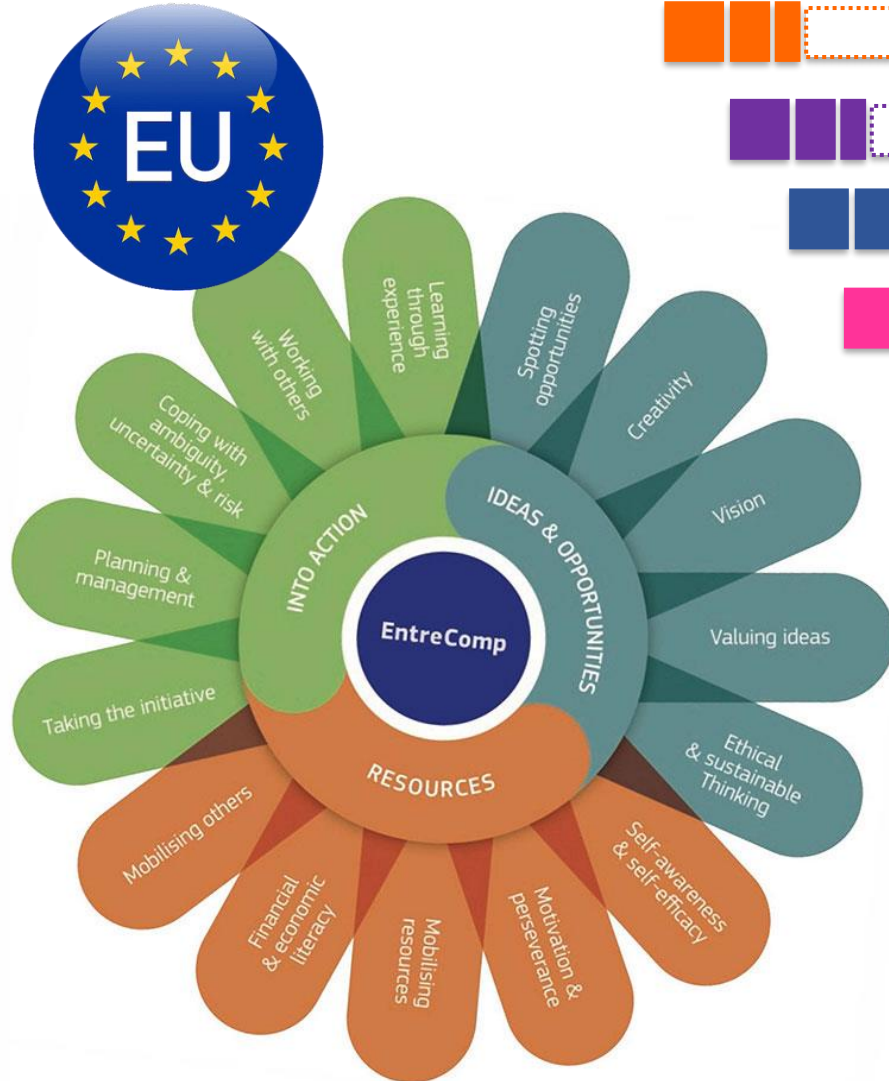 EU
Learning
through
experience
Spotting
opportunities
Working
with others
Creativity
Coping with
ambiguity,
uncertainty & risk
Vision
INTO ACTION
IDEAS & OPPORTUNITIES
Planning &
management
EntreComp
Valuing ideas
Taking the initiative
Ethical
& sustainable
Thinking
RESOURCES
Mobilising others
Self-awareness
& self-efficacy
Financial
& economic
literacy
Mobilising
resources
Motivation &
perseverance